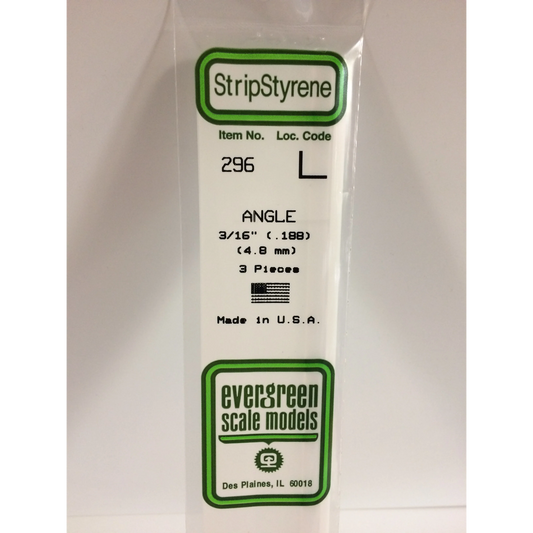 StripStyrene
Item No. Loc. Code
296 L
ANGLE
3/16" (.188)
(4.8 mm)
3 Pieces
Made in U.S.A.
evergreen
scale models
Des Plaines, IL 60018